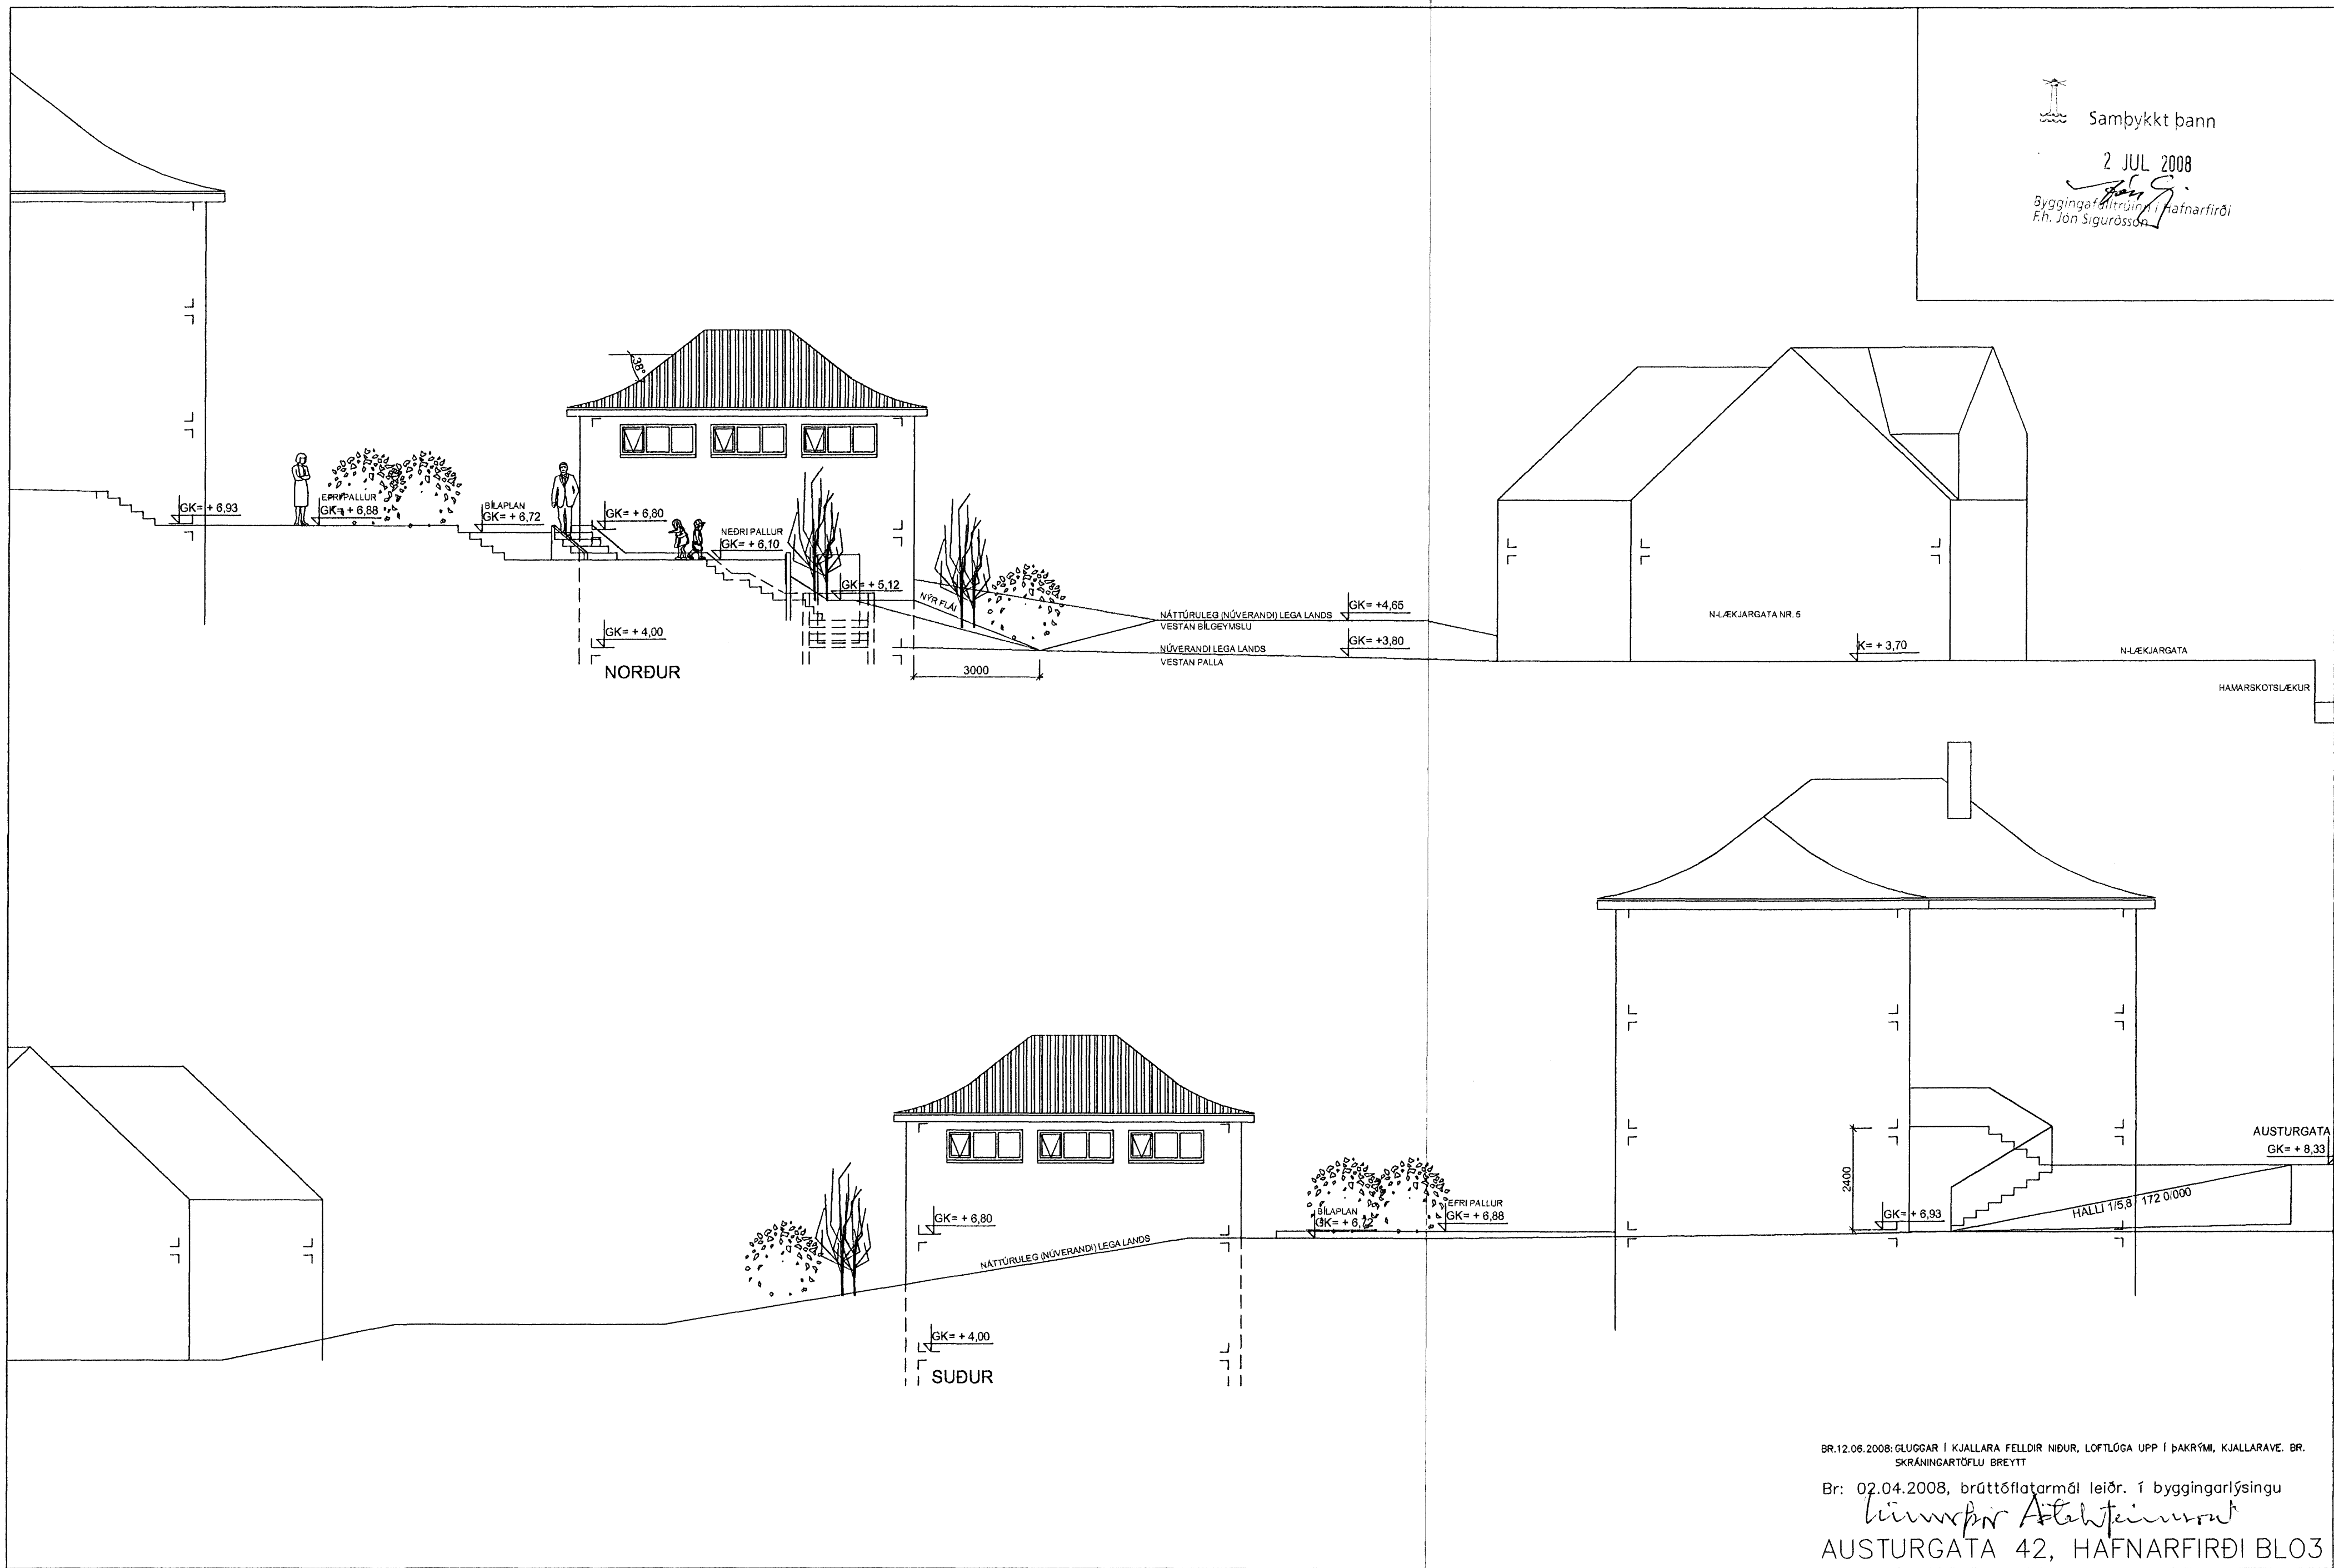 Samþykkt þann
2 JUL 2008
Byggingafulltrúinn í Hafnarfirði
F.h. Jón Sigurðsson
38°
GK= + 6,93
EFRI PALLUR
GK= + 6,88
BÍLAPLAN
GK= + 6,72
GK= + 6,80
NEÐRI PALLUR
GK= + 6,10
GK= + 5,12
NÝR FLÁI
GK= + 4,00
NORÐUR
3000
NÁTTÚRULEG (NÚVERANDI) LEGA LANDS
VESTAN BÍLGEYMSLU
GK= +4,65
NÚVERANDI LEGA LANDS
VESTAN PALLA
GK= +3,80
N-LÆKJARGATA NR. 5
K= + 3,70
N-LÆKJARGATA
HAMARSKOTSLÆKUR
GK= + 6,80
NÁTTÚRULEG (NÚVERANDI) LEGA LANDS
GK= + 4,00
SUÐUR
BÍLAPLAN
GK= + 6,72
EFRI PALLUR
GK= + 6,88
2400
GK= + 6,93
HALLI 1/5,8 172 0/000
AUSTURGATA
GK= + 8,33
BR.12.06.2008: GLUGGAR Í KJALLARA FELLDIR NIÐUR, LOFTLÚGA UPP Í ÞAKRÝMI, KJALLARAVE. BR.
SKRÁNINGARTÖFLU BREYTT
Br: 02.04.2008, brúttóflatarmál leiðr. í byggingarlýsingu
AUSTURGATA 42, HAFNARFIRÐI BL03